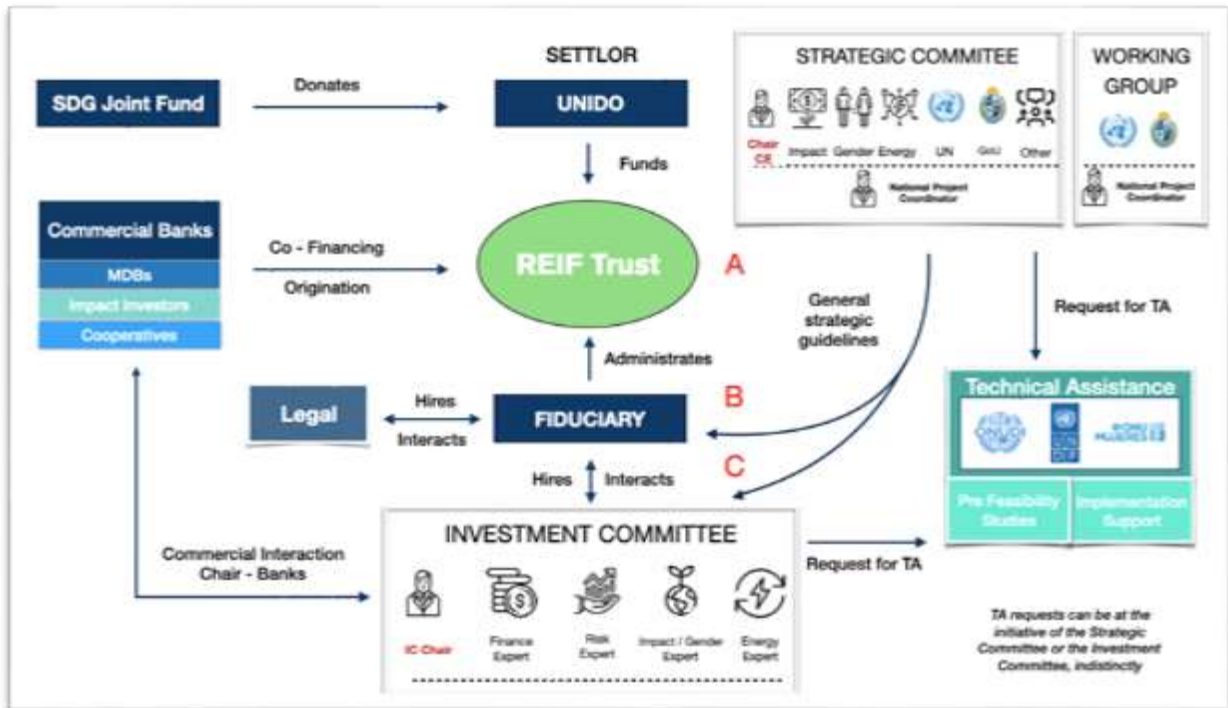 SETTLOR
STRATEGIC COMMITEE
WORKING
GROUP
SDG Joint Fund
Donates
UNIDO
Chair
Impact
Gender
Energy
UN
GoU
Other
National Project
Coordinator
National Project
Coordinator
Funds
Commercial Banks
MDBs
Impact Investors
Cooperatives
Co - Financing
Origination
REIF Trust
A
General
strategic
guidelines
Request for TA
Administrates
Legal
Hires
Interacts
FIDUCIARY
B
C
Hires
Interacts
Technical Assistance
MUJERES
Pre Feasibility
Studies
Implementation
Support
INVESTMENT COMMITTEE
Commercial Interaction
Chair - Banks
Request for TA
IC Chair
Finance
Expert
Risk
Expert
Impact / Gender
Expert
Energy
Expert
TA requests can be at the
initiative of the Strategic
Committee or the Investment
Committee, indistinctly